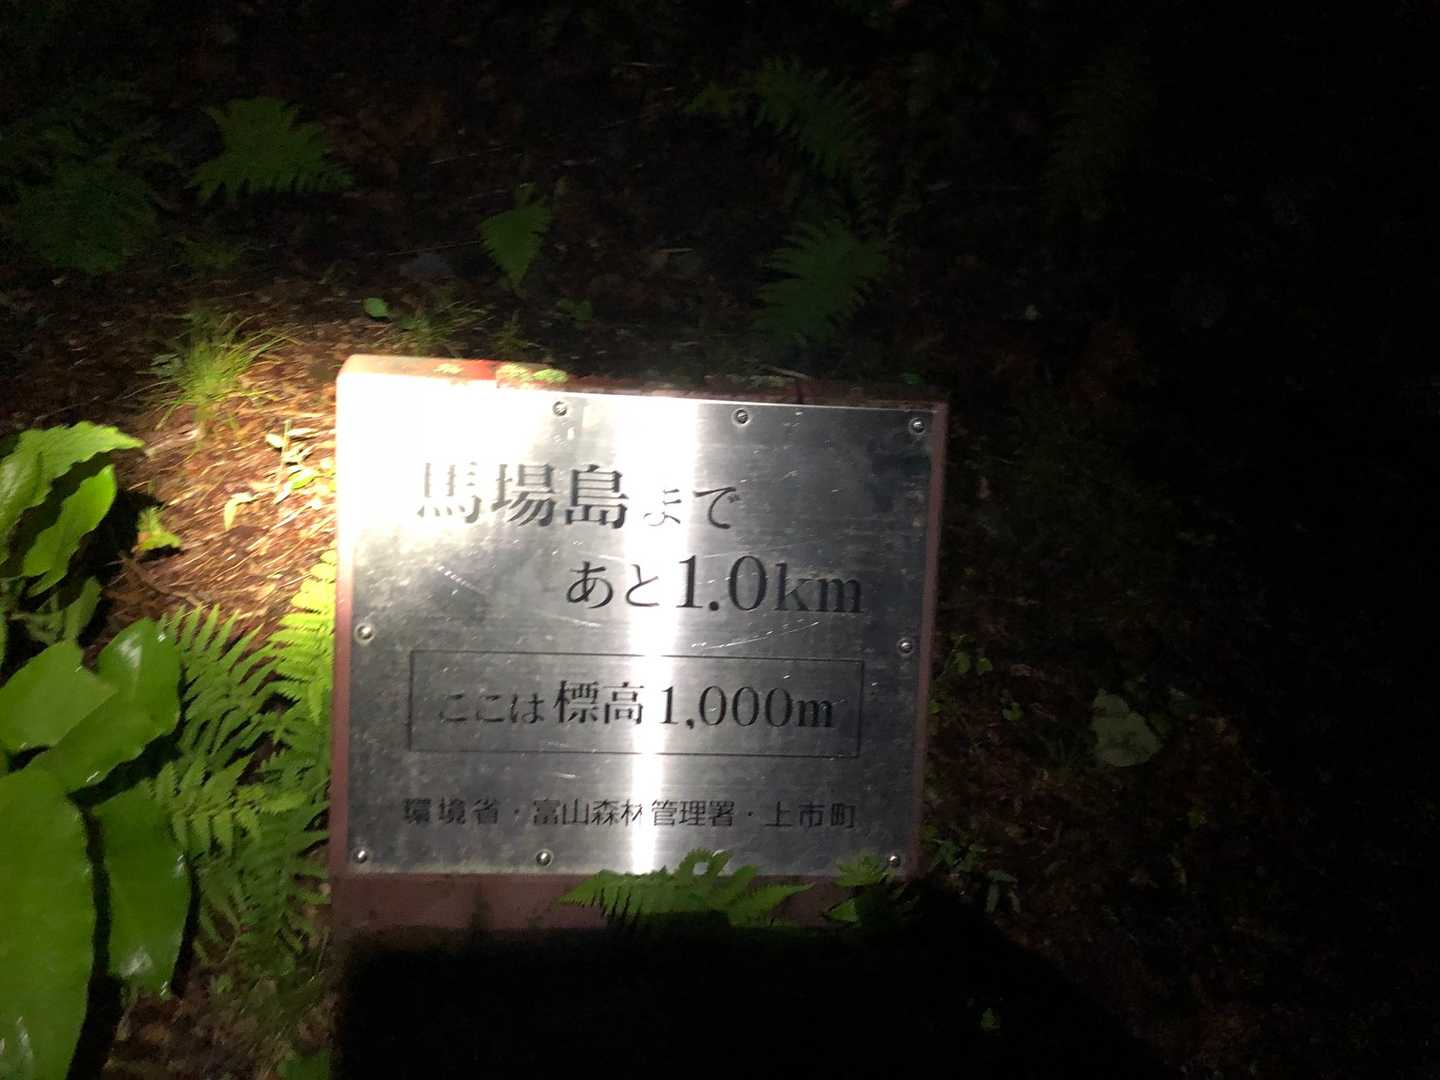 馬場島まで
あと1.0km
ここは標高1,000m
環境省・富山森林管理署・上市町